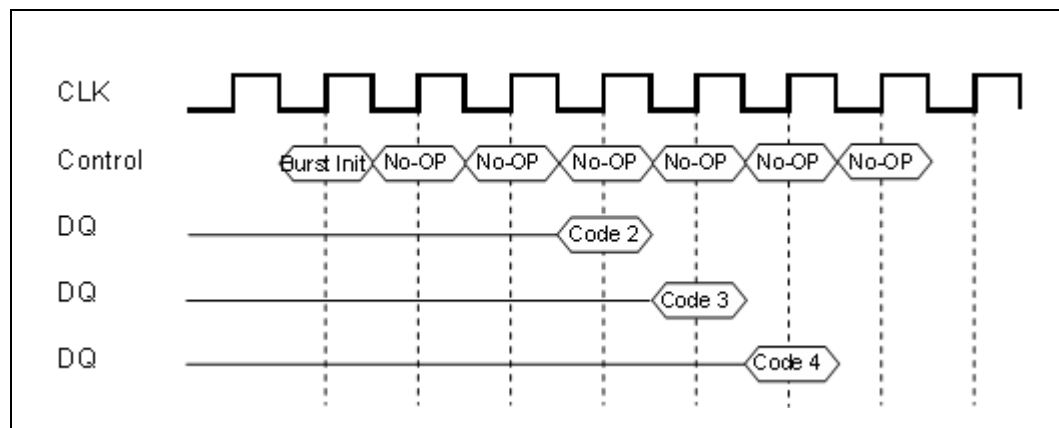 CLK
Control Burst Init No-OP No-OP No-OP No-OP No-OP No-OP
DQ Code 2
DQ Code 3
DQ Code 4